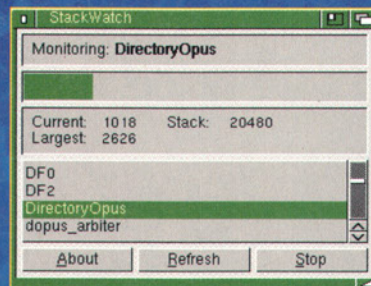 StackWatch
Monitoring: DirectoryOpus
Current: 1018 Stack: 20480
Largest: 2626
DF0
DF2
DirectoryOpus
dopus_arbiter
About Refresh Stop